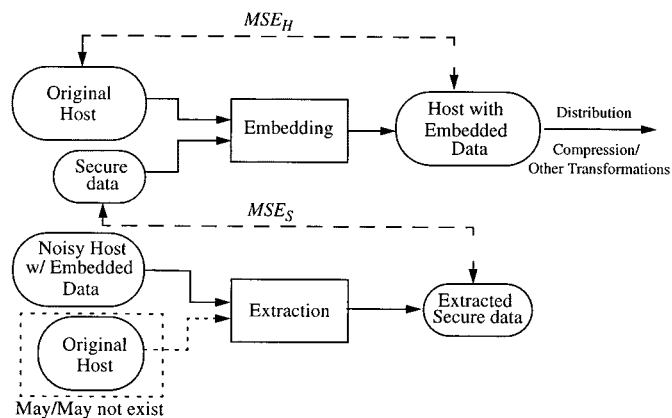 MSE_H
Original
Host
Embedding
Host with
Embedded
Data
Distribution
Compression/
Other Transformations
Secure
data
MSE_S
Noisy Host
w/ Embedded
Data
Extraction
Extracted
Secure data
Original
Host
May/May not exist